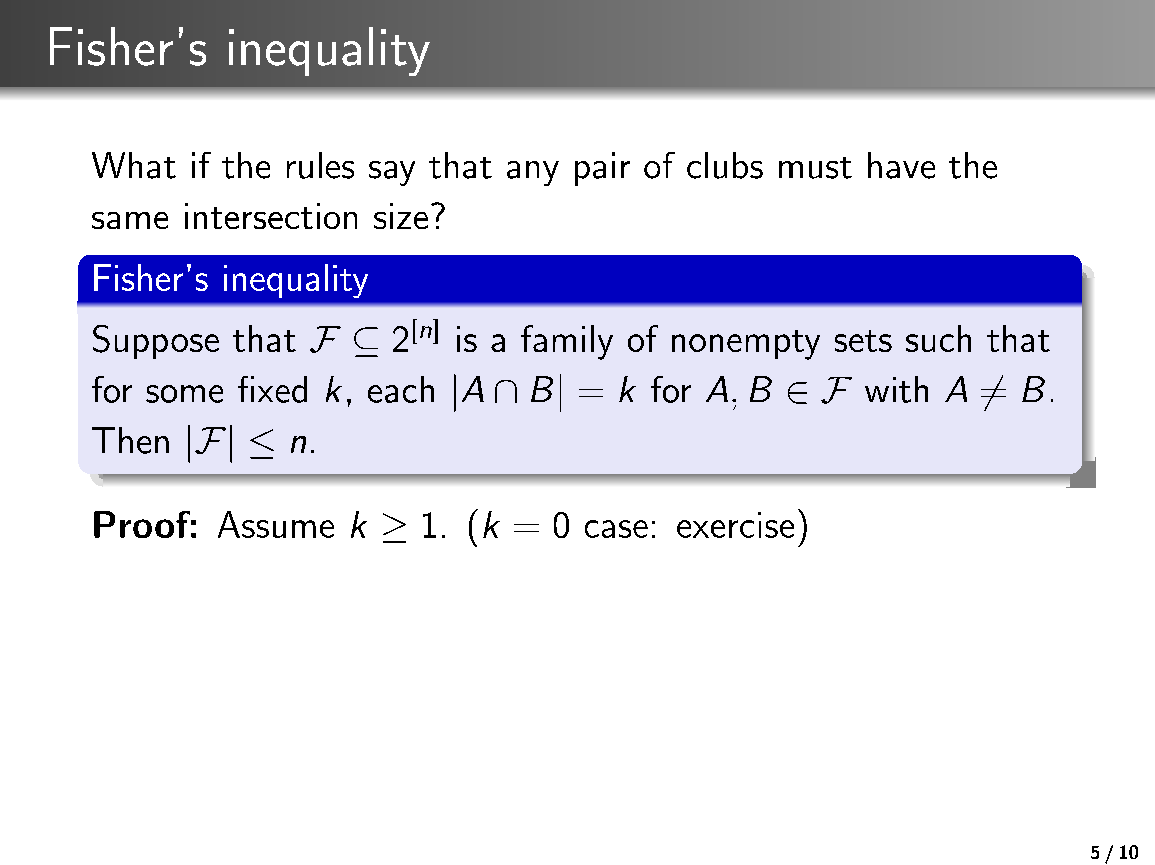 Fisher's inequality
What if the rules say that any pair of clubs must have the
same intersection size?
Fisher's inequality
Suppose that ℱ ⊆ 2^[n] is a family of nonempty sets such that
for some fixed k, each |A ∩ B| = k for A, B ∈ ℱ with A ≠ B.
Then |ℱ| ≤ n.
Proof: Assume k ≥ 1. (k = 0 case: exercise)
5 / 10